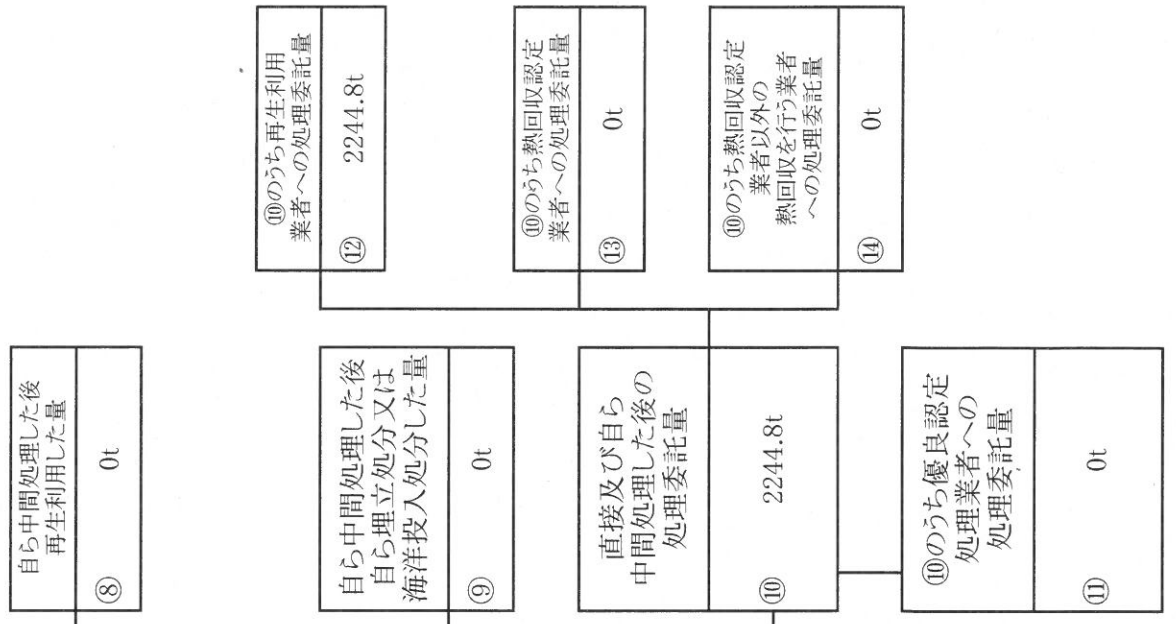 自ら中間処理した後
再生利用した量
⑧
0t
自ら中間処理した後
自ら埋立処分又は
海洋投入処分した量
⑨
0t
直接及び自ら
中間処理した後の
処理委託量
⑩
2244.8t
⑩のうち優良認定
処理業者への
処理委託量
⑪
0t
⑩のうち再生利用
業者への処理委託量
⑫
2244.8t
⑩のうち熱回収認定
業者への処理委託量
⑬
0t
⑩のうち熱回収認定
業者以外の
熱回収を行う業者
への処理委託量
⑭
0t